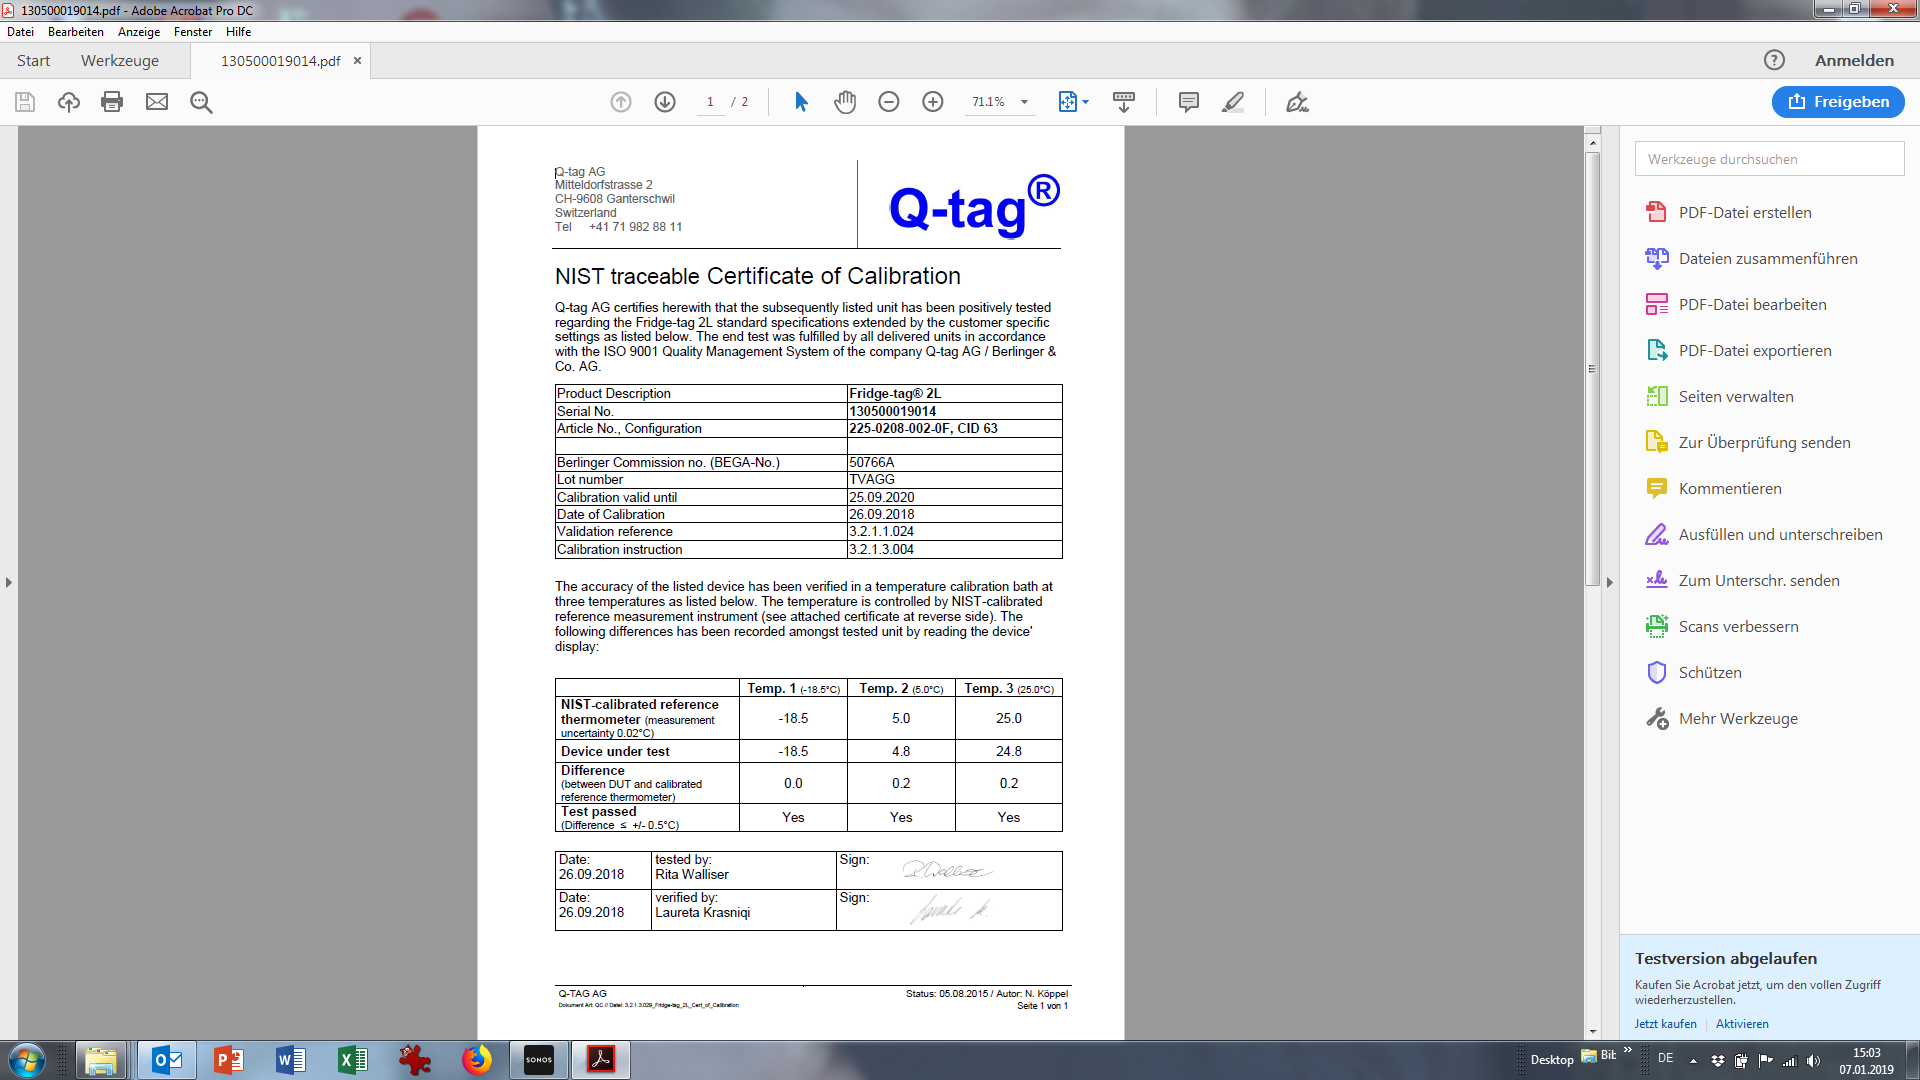 130500019014.pdf - Adobe Acrobat Pro DC
Datei Bearbeiten Anzeige Fenster Hilfe
Start Werkzeuge 130500019014.pdf × Anmelden
1 / 2 71.1% Freigeben
Q-tag AG
Mitteldorfstrasse 2
CH-9608 Ganterschwil
Switzerland
Tel +41 71 982 88 11
Q-tag®
NIST traceable Certificate of Calibration
Q-tag AG certifies herewith that the subsequently listed unit has been positively tested
regarding the Fridge-tag 2L standard specifications extended by the customer specific
settings as listed below. The end test was fulfilled by all delivered units in accordance
with the ISO 9001 Quality Management System of the company Q-tag AG / Berlinger &
Co. AG.
Product Description Fridge-tag® 2L
Serial No. 130500019014
Article No., Configuration 225-0208-002-0F, CID 63
Berlinger Commission no. (BEGA-No.) 50766A
Lot number TVAGG
Calibration valid until 25.09.2020
Date of Calibration 26.09.2018
Validation reference 3.2.1.1.024
Calibration instruction 3.2.1.3.004
The accuracy of the listed device has been verified in a temperature calibration bath at
three temperatures as listed below. The temperature is controlled by NIST-calibrated
reference measurement instrument (see attached certificate at reverse side). The
following differences has been recorded amongst tested unit by reading the device'
display:
Temp. 1 (-18.5°C) Temp. 2 (5.0°C) Temp. 3 (25.0°C)
NIST-calibrated reference
thermometer (measurement
uncertainty 0.02°C) -18.5 5.0 25.0
Device under test -18.5 4.8 24.8
Difference
(between DUT and calibrated
reference thermometer) 0.0 0.2 0.2
Test passed
(Difference ≤ +/- 0.5°C) Yes Yes Yes
Date: tested by: Sign:
26.09.2018 Rita Walliser
Date: verified by: Sign:
26.09.2018 Laureta Krasniqi
Q-TAG AG Status: 05.08.2015 / Autor: N. Köppel
Dokument Art: QC // Datei: 3.2.1.3.029_Fridge-tag_2L_Cert_of_Calibration Seite 1 von 1
Werkzeuge durchsuchen
PDF-Datei erstellen
Dateien zusammenführen
PDF-Datei bearbeiten
PDF-Datei exportieren
Seiten verwalten
Zur Überprüfung senden
Kommentieren
Ausfüllen und unterschreiben
Zum Unterschr. senden
Scans verbessern
Schützen
Mehr Werkzeuge
Testversion abgelaufen
Kaufen Sie Acrobat jetzt, um den vollen Zugriff
wiederherzustellen.
Jetzt kaufen Aktivieren
SONOS
Desktop Bib » DE 15:03
07.01.2019